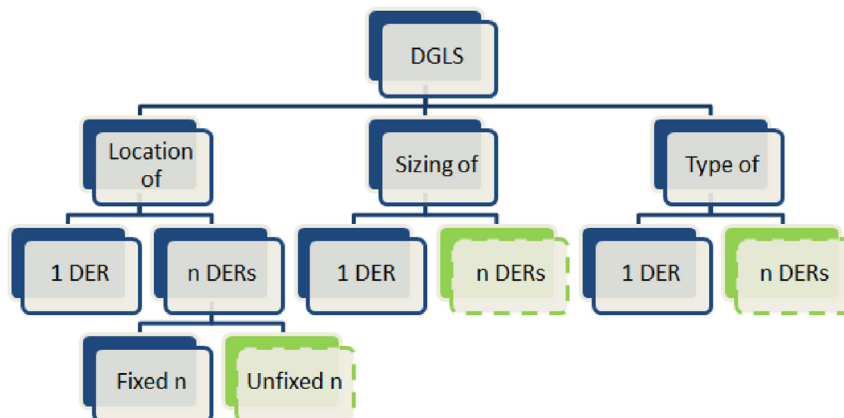 DGLS
Location
of
Sizing of
Type of
1 DER
n DERs
1 DER
n DERs
1 DER
n DERs
Fixed n
Unfixed n